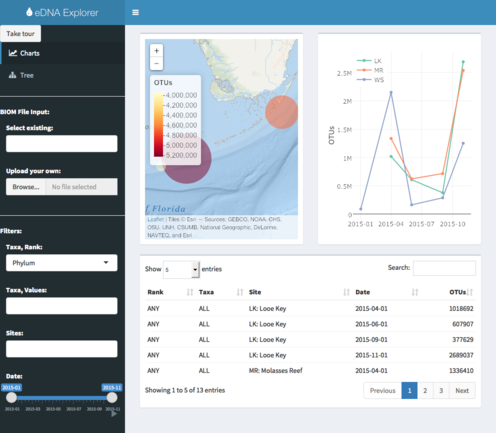 eDNA Explorer
Take tour
Charts
Tree
BIOM File Input:
Select existing:
Upload your own:
Browse... No file selected
Filters:
Taxa, Rank:
Phylum
Taxa, Values:
Sites:
Date:
2015-01 2015-11
2015-01 2015-03 2015-05 2015-07 2015-09 2015-11
+
−
OTUs
4,000,000
4,200,000
4,400,000
4,600,000
4,800,000
5,000,000
5,200,000
of Florida
Leaflet | Tiles © Esri — Sources: GEBCO, NOAA, CHS,
OSU, UNH, CSUMB, National Geographic, DeLorme,
NAVTEQ, and Esri
LK
MR
WS
OTUs
2.5M
2M
1.5M
1M
0.5M
0
2015-01 2015-04 2015-07 2015-10
Show 5 entries
Search:
Rank Taxa Site Date OTUs
ANY ALL LK: Looe Key 2015-04-01 1018692
ANY ALL LK: Looe Key 2015-06-01 607907
ANY ALL LK: Looe Key 2015-09-01 377629
ANY ALL LK: Looe Key 2015-11-01 2689037
ANY ALL MR: Molasses Reef 2015-04-01 1336410
Showing 1 to 5 of 13 entries
Previous 1 2 3 Next